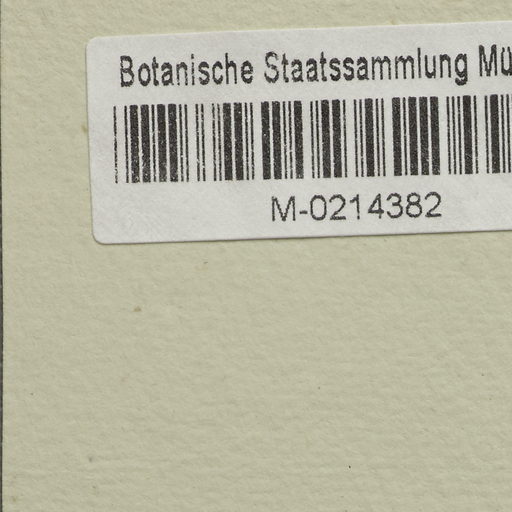 Botanische Staatssammlung Mü
M-0214382